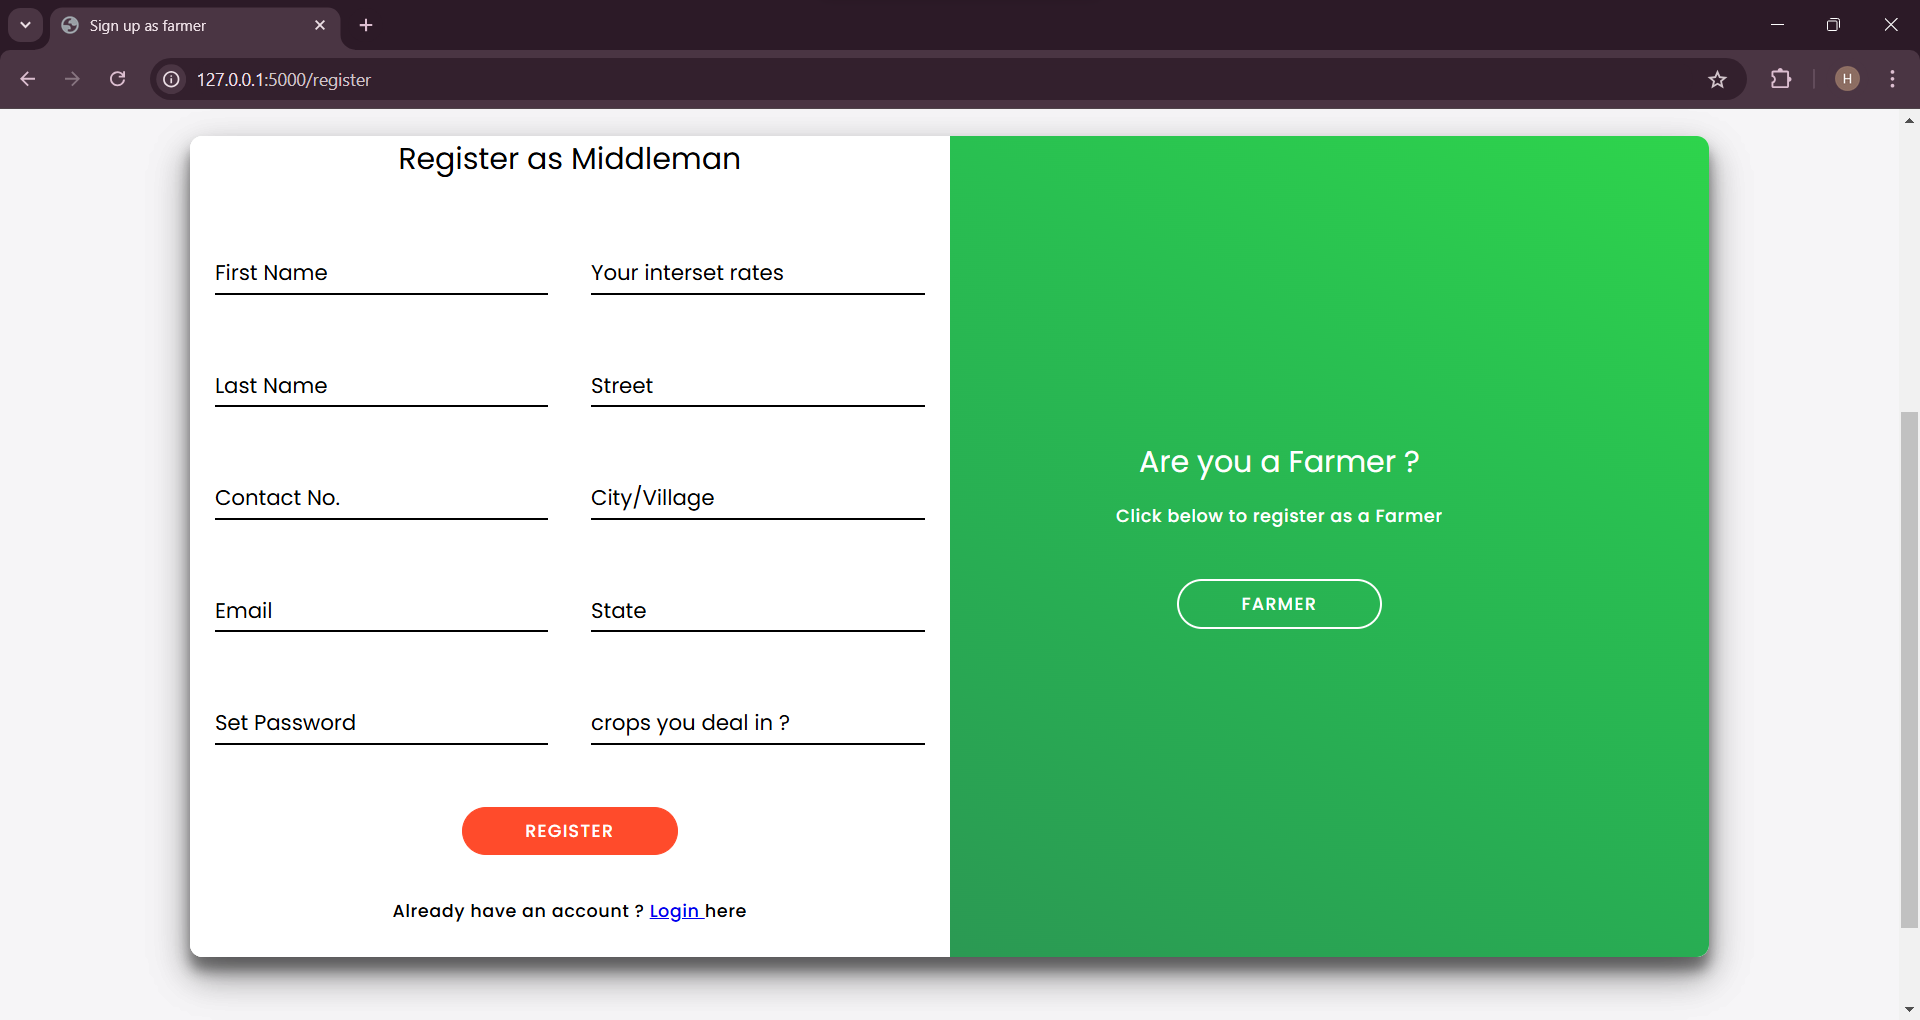 Sign up as farmer
127.0.0.1:5000/register
H
Register as Middleman
First Name
Your interset rates
Last Name
Street
Contact No.
City/Village
Email
State
Set Password
crops you deal in ?
REGISTER
Already have an account ? Login here
Are you a Farmer ?
Click below to register as a Farmer
FARMER